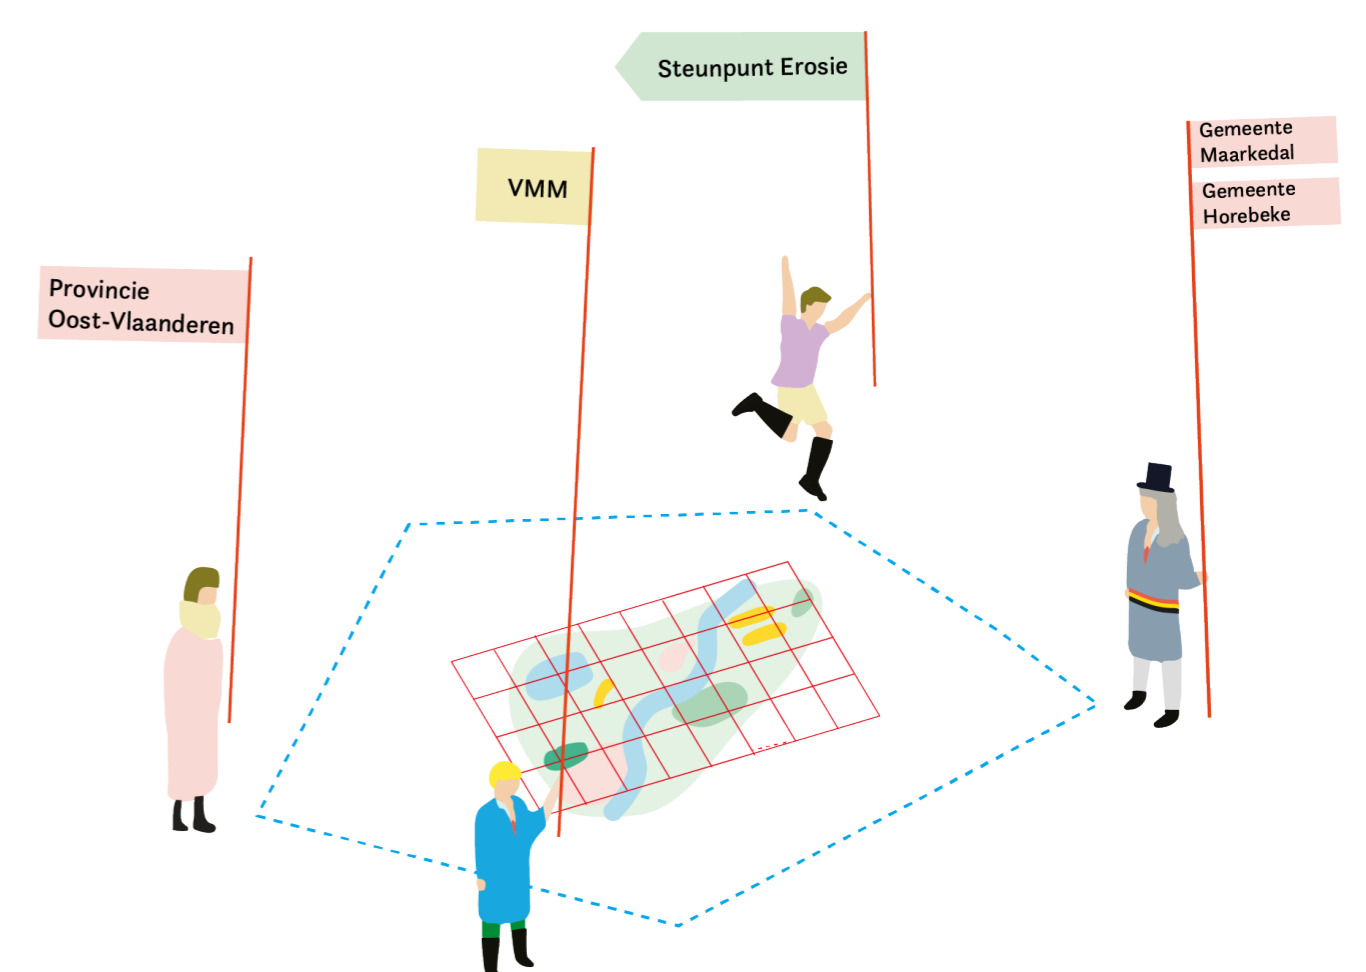 Steunpunt Erosie
VMM
Gemeente
Maarkedal
Gemeente
Horebeke
Provincie
Oost-Vlaanderen